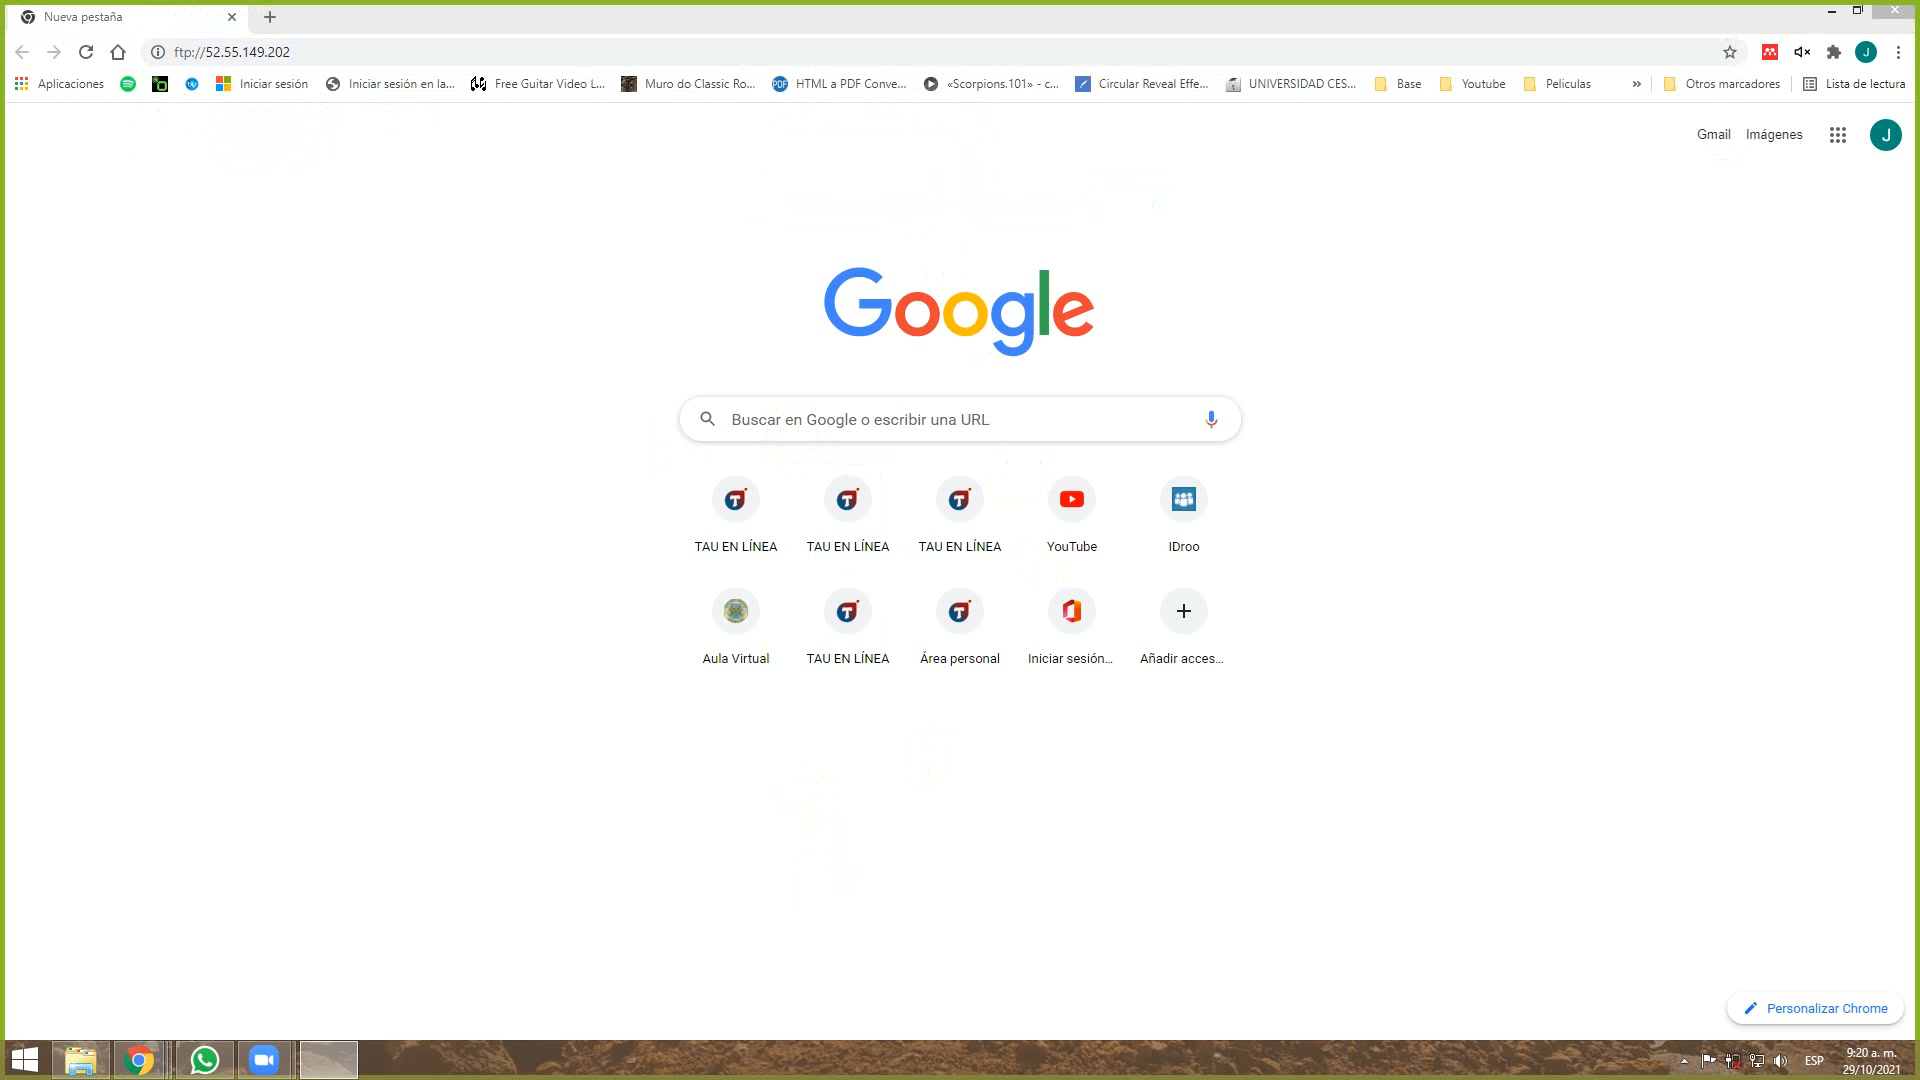 Nueva pestaña
ftp://52.55.149.202
J
Aplicaciones
Iniciar sesión
Iniciar sesión en la...
Free Guitar Video L...
Muro do Classic Ro...
PDF
HTML a PDF Conve...
«Scorpions.101» - c...
Circular Reveal Effe...
UNIVERSIDAD CES...
Base
Youtube
Peliculas
»
Otros marcadores
Lista de lectura
Gmail
Imágenes
J
Google
Buscar en Google o escribir una URL
TAU EN LÍNEA
TAU EN LÍNEA
TAU EN LÍNEA
YouTube
IDroo
Aula Virtual
TAU EN LÍNEA
Área personal
Iniciar sesión...
Añadir acces...
Personalizar Chrome
ESP
9:20 a. m.
29/10/2021